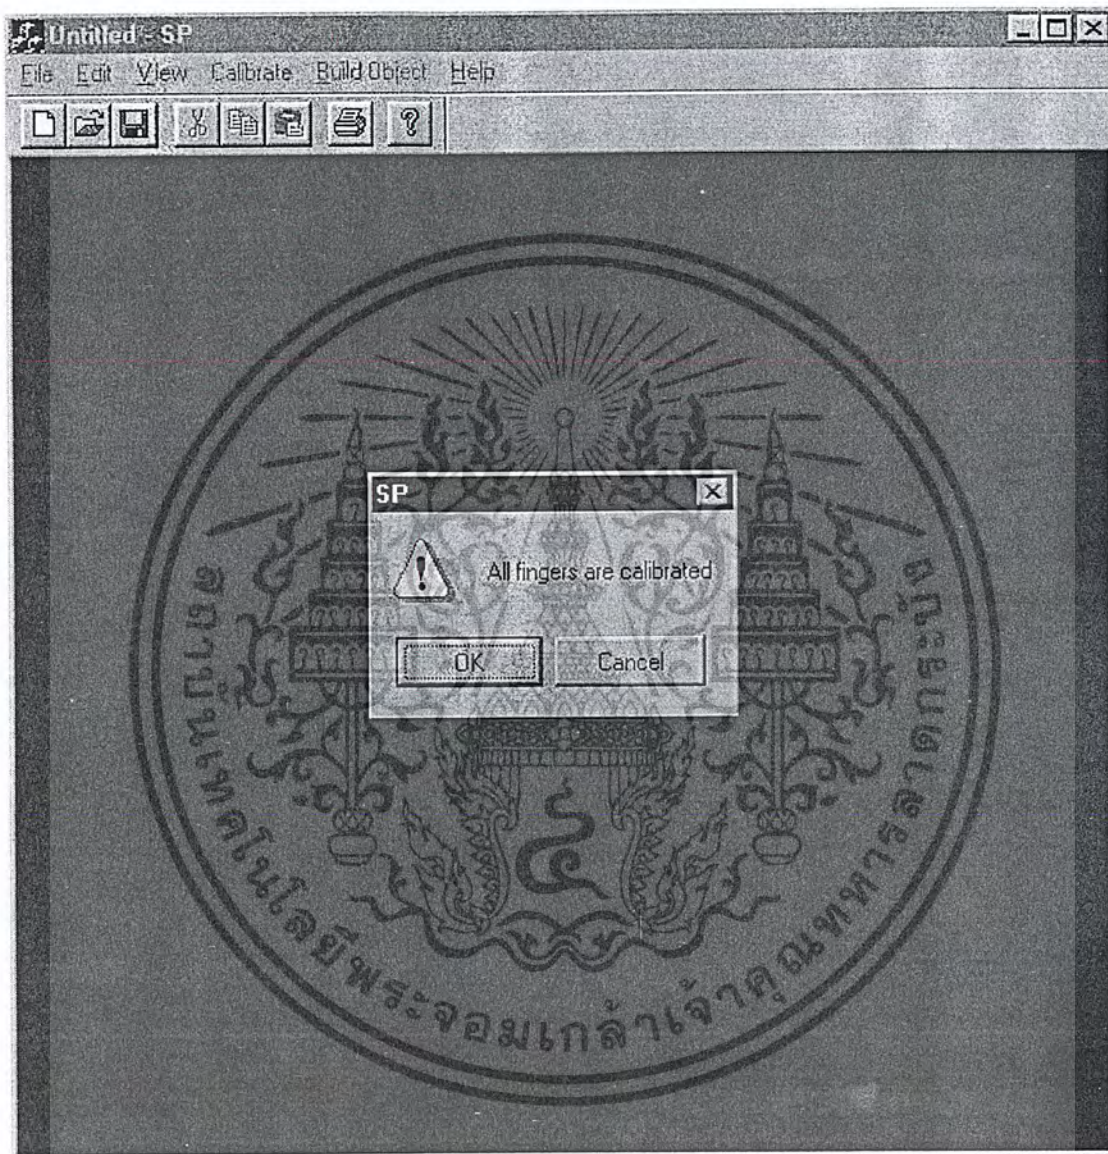 Untitled - SP
File Edit View Calibrate Build Object Help
SP
All fingers are calibrated
OK Cancel
สถาบันเทคโนโลยีพระจอมเกล้าเจ้าคุณทหารลาดกระบัง